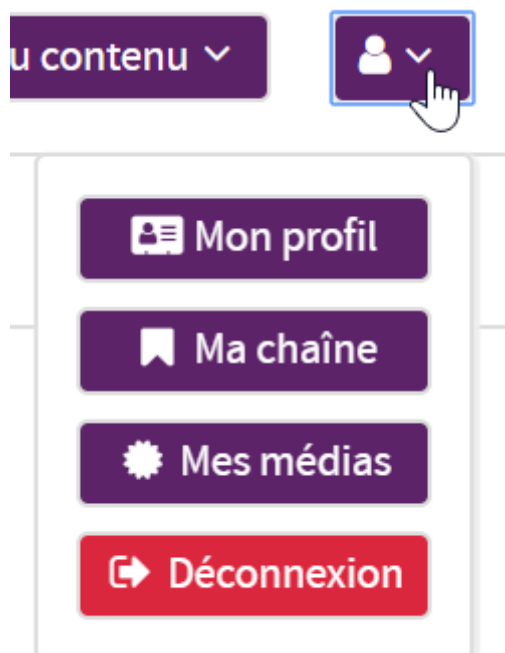 u contenu
Mon profil
Ma chaîne
Mes médias
Déconnexion